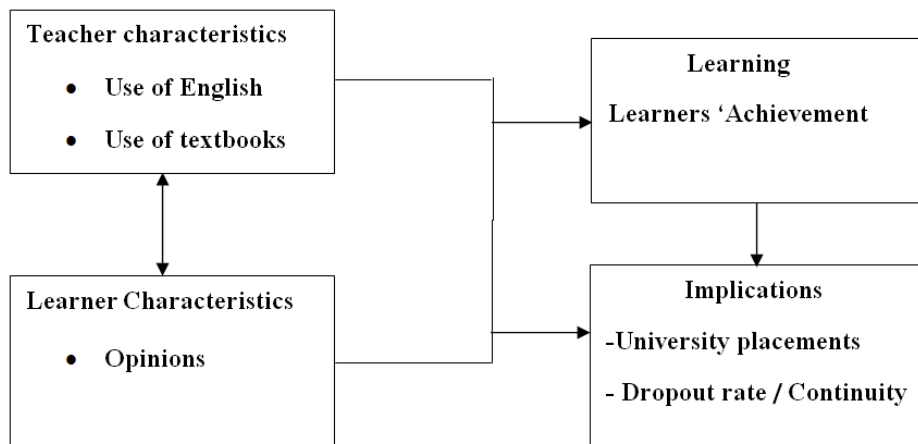 Teacher characteristics
• Use of English
• Use of textbooks
Learner Characteristics
• Opinions
Learning
Learners ‘Achievement
Implications
-University placements
- Dropout rate / Continuity